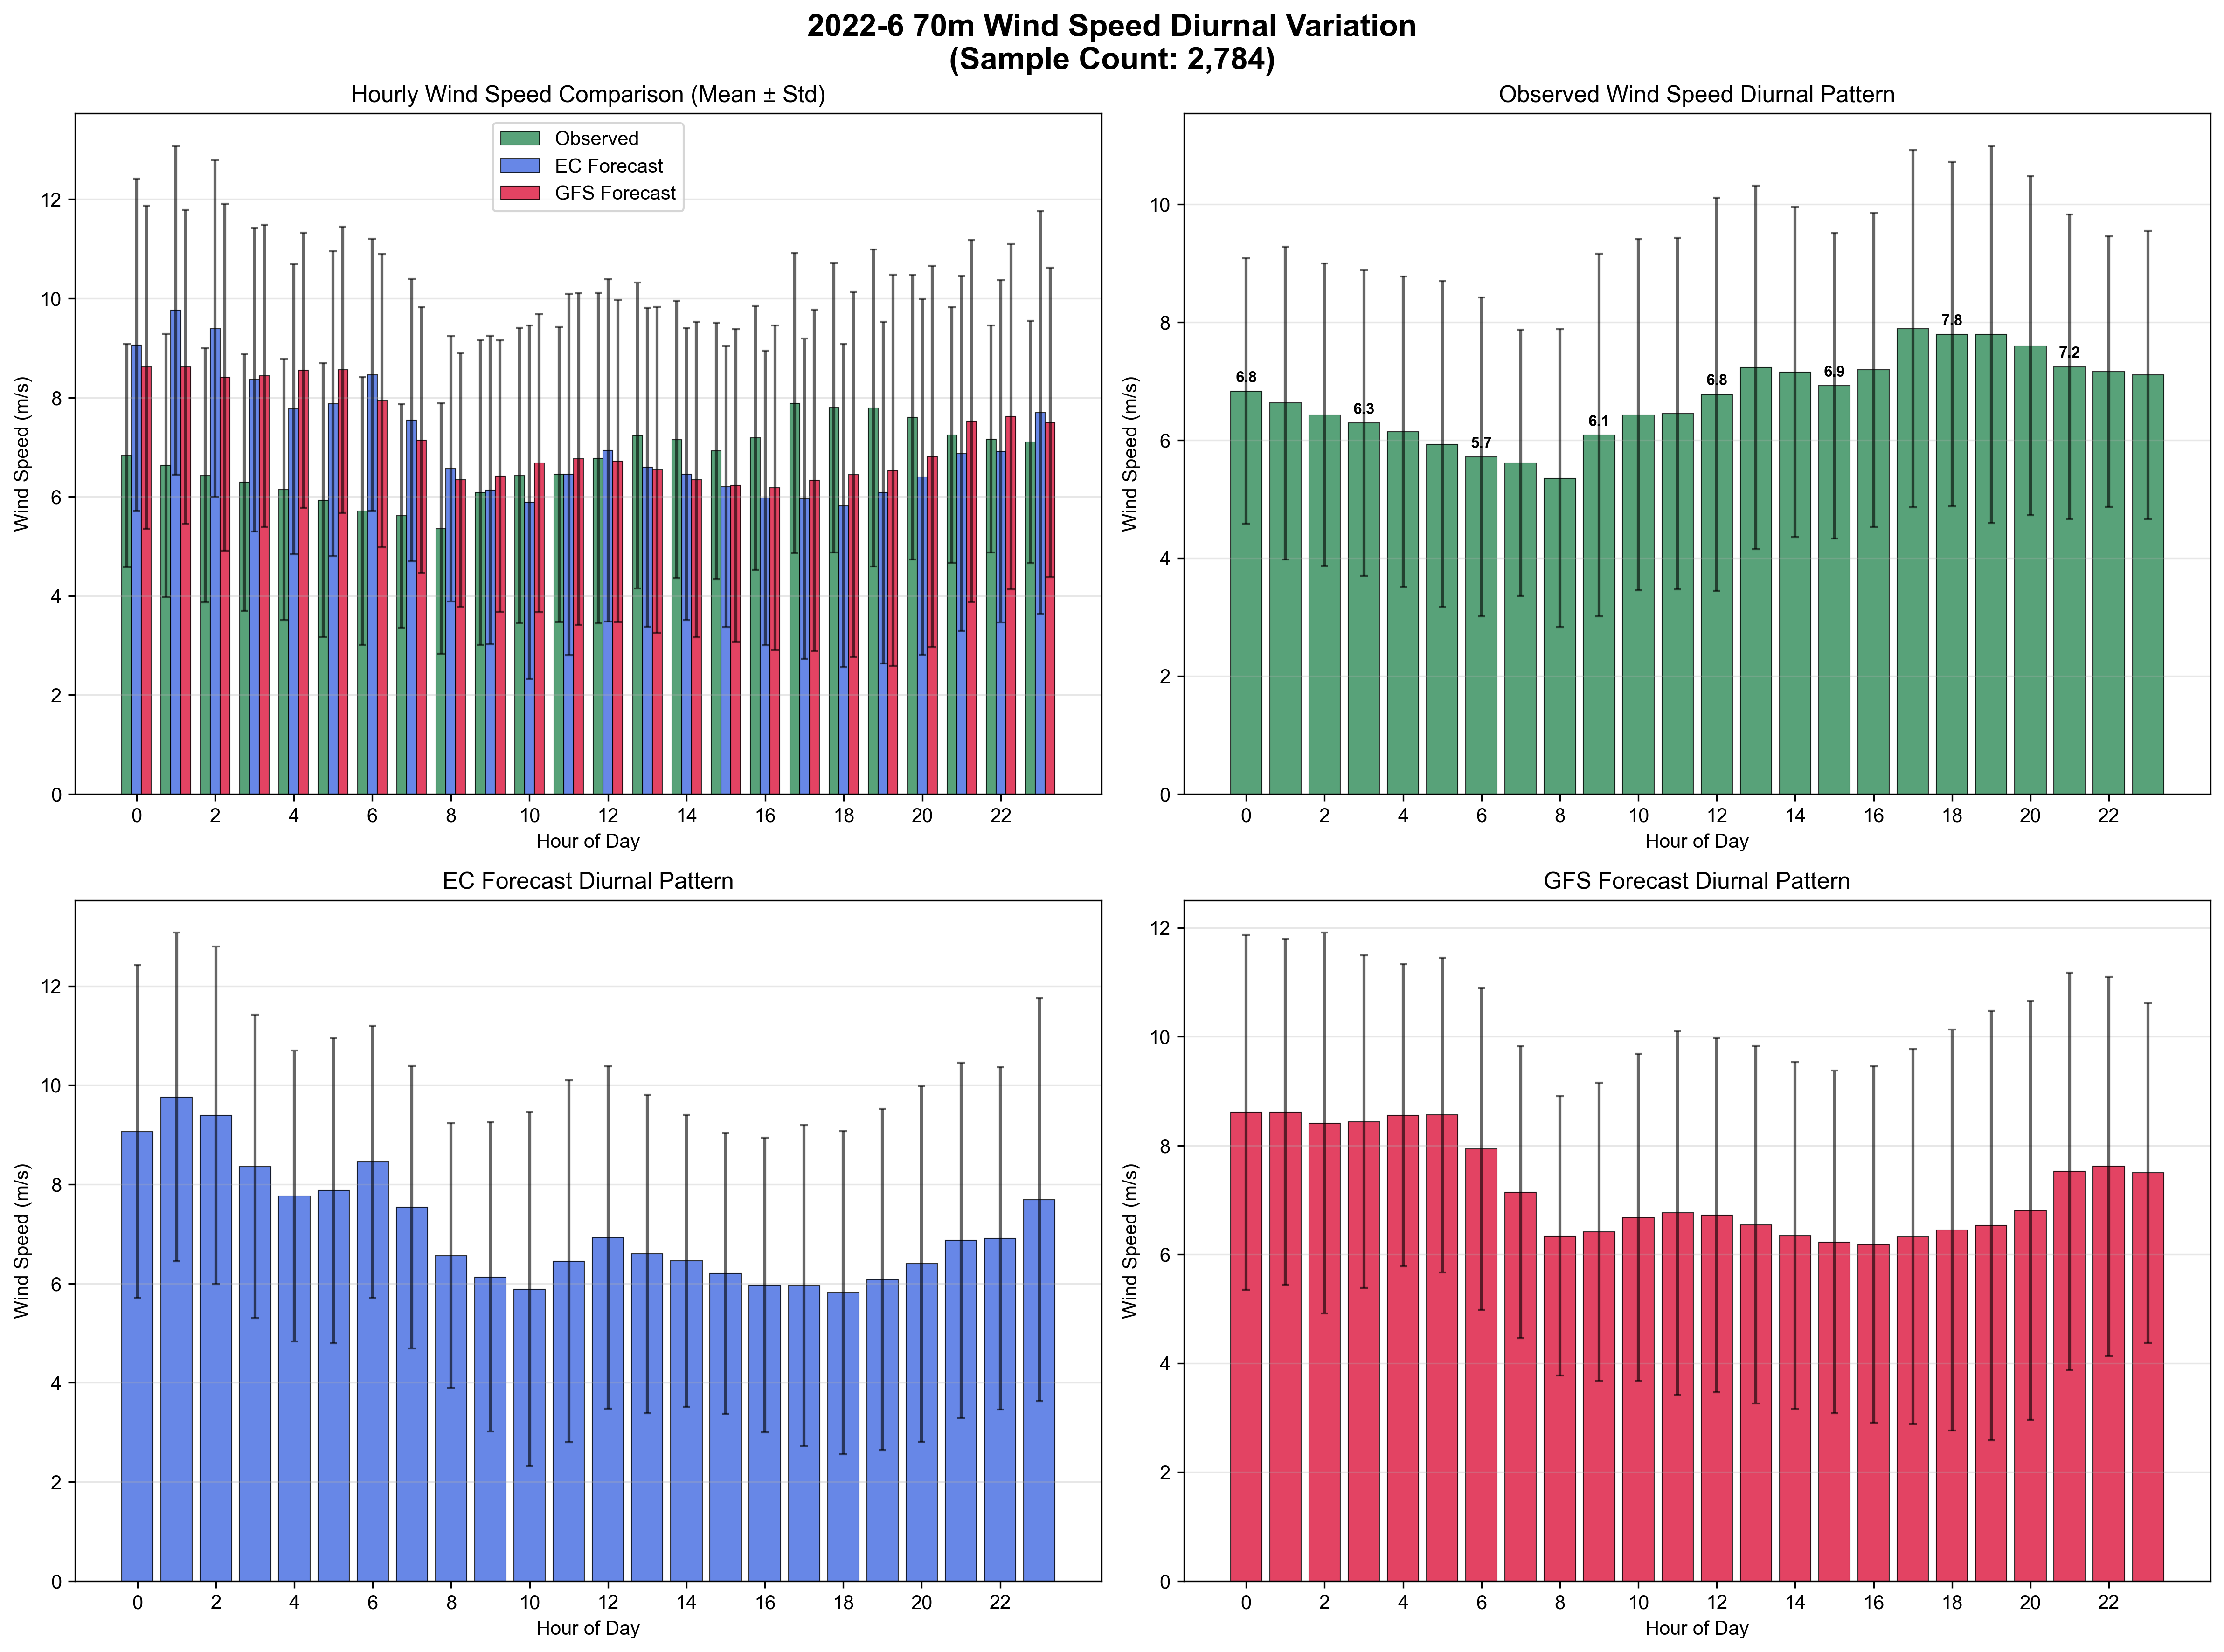 2022-6 70m Wind Speed Diurnal Variation
(Sample Count: 2,784)
Hourly Wind Speed Comparison (Mean ± Std)
Observed
EC Forecast
GFS Forecast
Wind Speed (m/s)
12
10
8
6
4
2
0
0 2 4 6 8 10 12 14 16 18 20 22
Hour of Day
Observed Wind Speed Diurnal Pattern
Wind Speed (m/s)
10
8
6
4
2
0
6.8 6.3 5.7 6.1 6.8 6.9 7.8 7.2
0 2 4 6 8 10 12 14 16 18 20 22
Hour of Day
EC Forecast Diurnal Pattern
Wind Speed (m/s)
12
10
8
6
4
2
0
0 2 4 6 8 10 12 14 16 18 20 22
Hour of Day
GFS Forecast Diurnal Pattern
Wind Speed (m/s)
12
10
8
6
4
2
0
0 2 4 6 8 10 12 14 16 18 20 22
Hour of Day